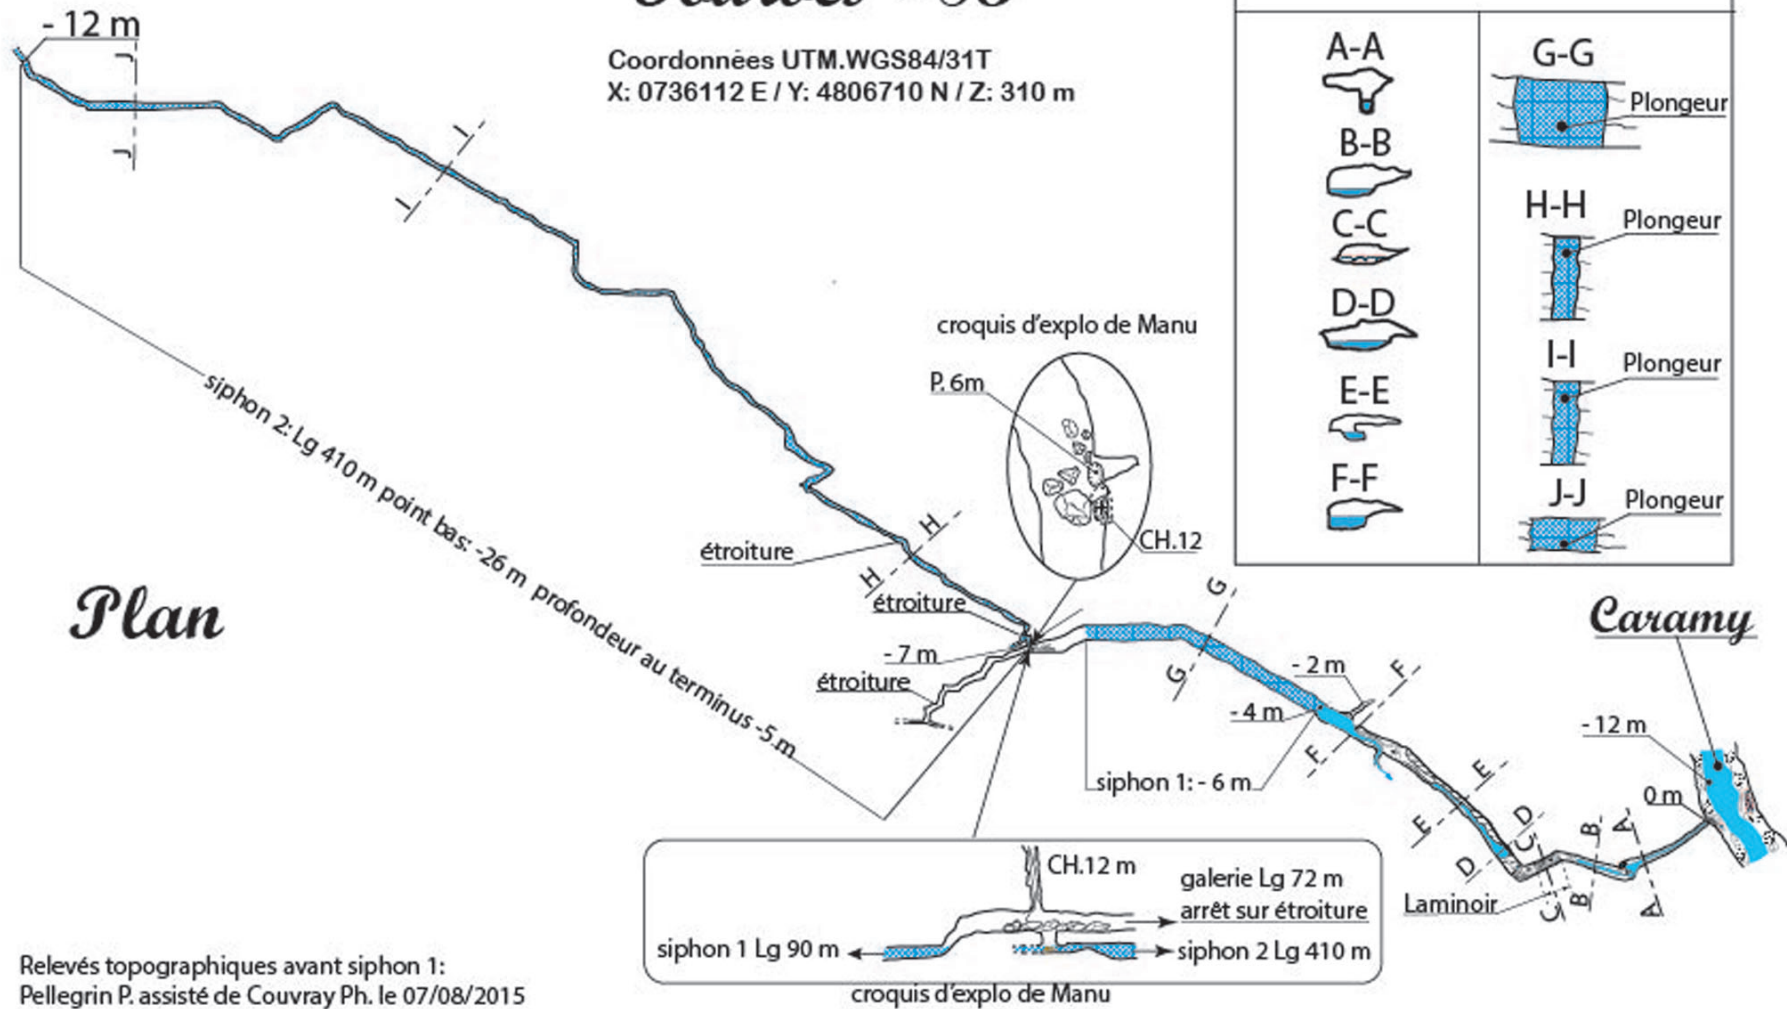 - 12 m
Coordonnées UTM.WGS84/31T
X: 0736112 E / Y: 4806710 N / Z: 310 m
A-A
B-B
C-C
D-D
E-E
F-F
G-G
Plongeur
H-H
Plongeur
I-I
Plongeur
J-J
Plongeur
J
J
I
I
croquis d'explo de Manu
P. 6m
CH.12
siphon 2: Lg 410 m point bas: -26 m profondeur au terminus -5 m
étroiture
H
H
étroiture
- 7 m
étroiture
Plan
G
G
- 2 m
- 4 m
F
F
siphon 1: - 6 m
E
E
D
D
C
C
B
B
A
A
Laminoir
Caramy
- 12 m
0 m
CH.12 m
galerie Lg 72 m
arrêt sur étroiture
siphon 1 Lg 90 m
siphon 2 Lg 410 m
croquis d'explo de Manu
Relevés topographiques avant siphon 1:
Pellegrin P. assisté de Couvray Ph. le 07/08/2015